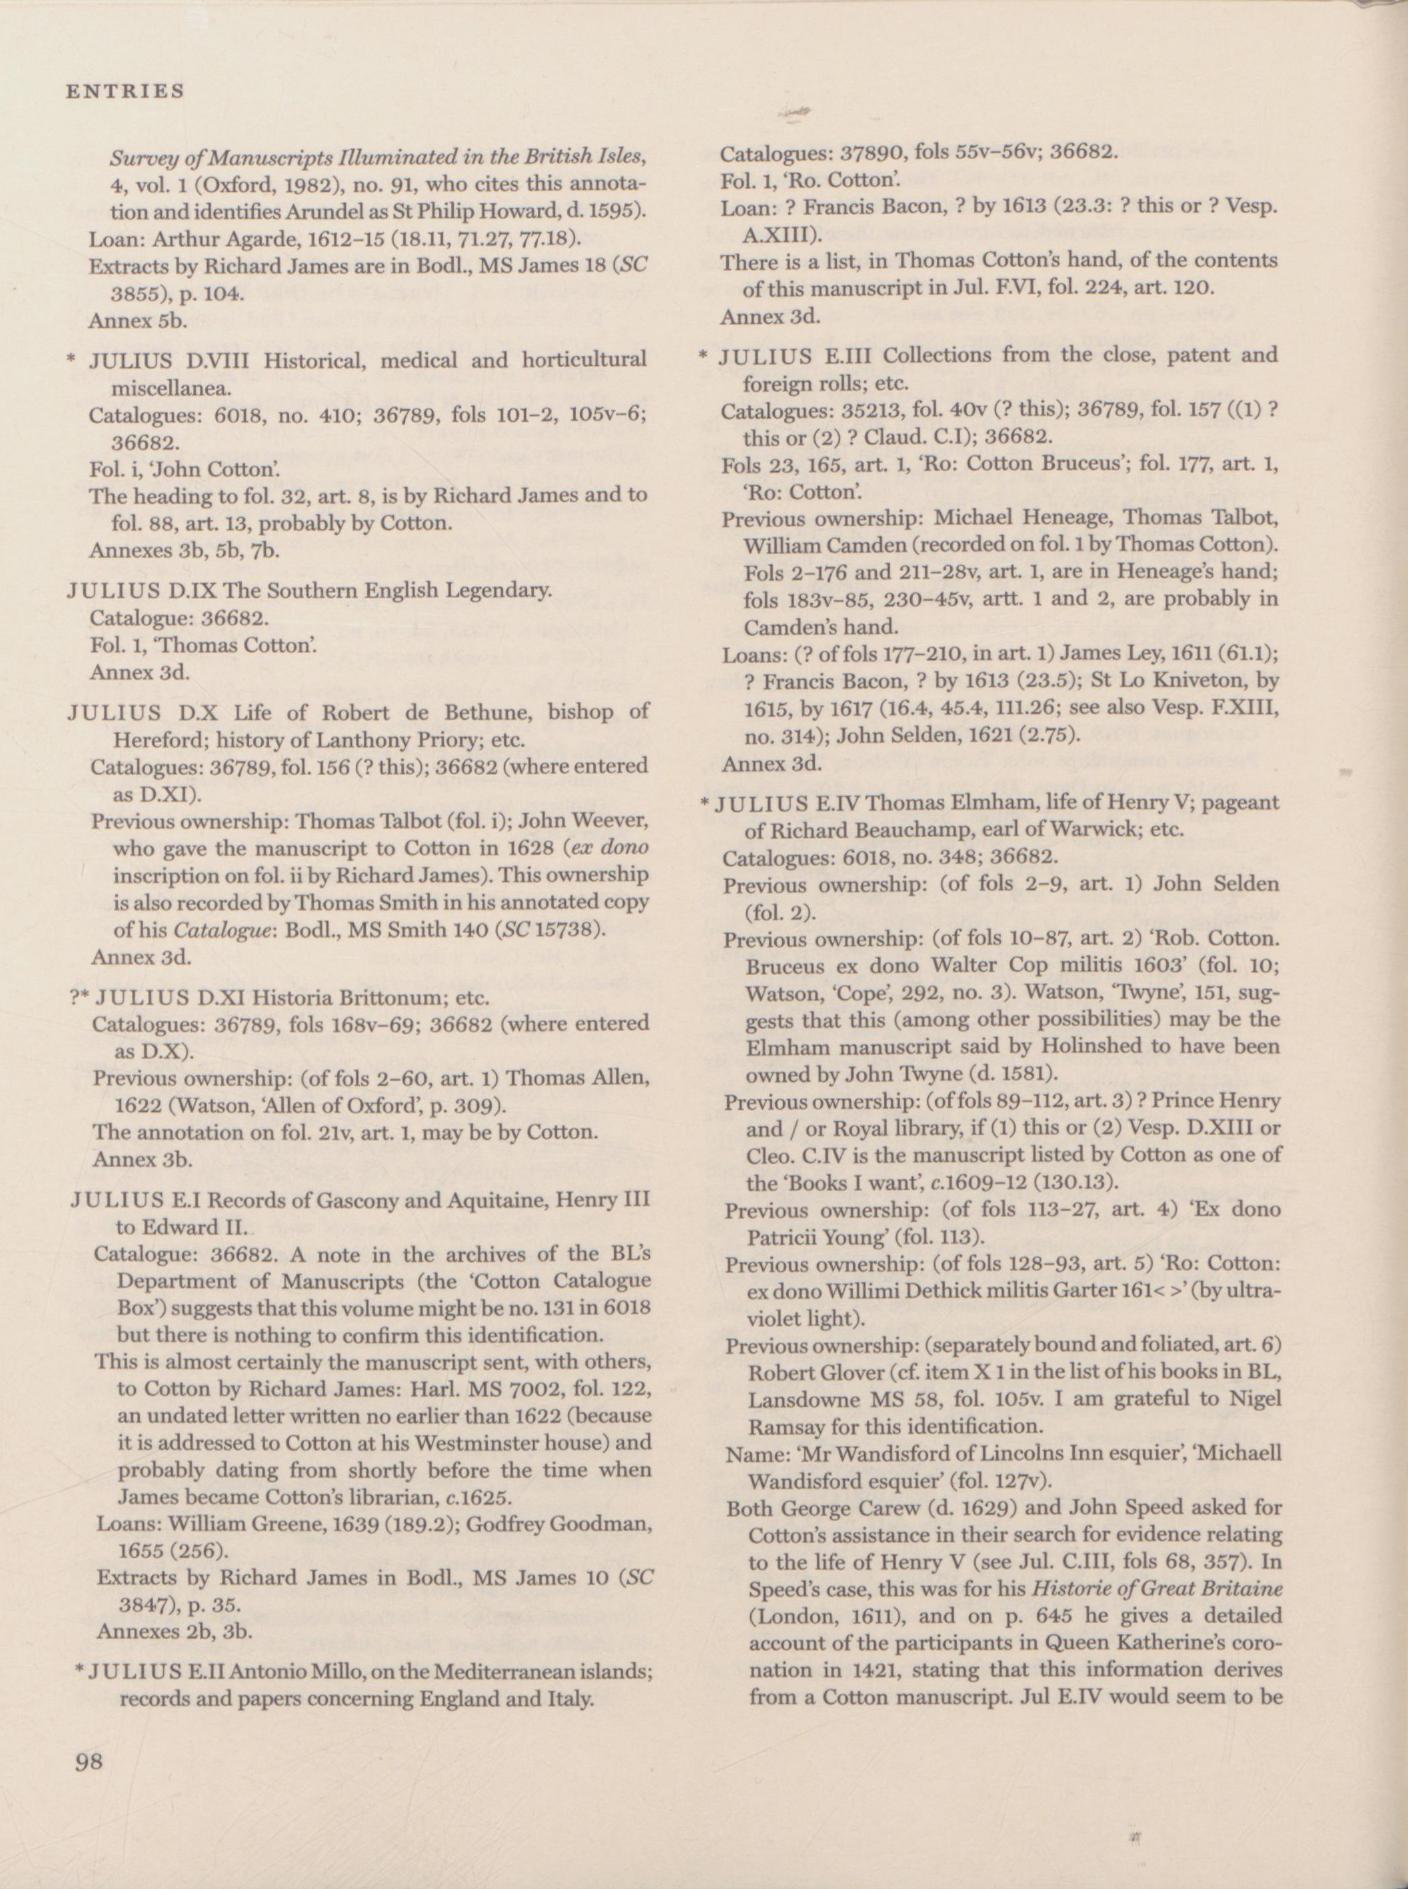 ENTRIES
Survey of Manuscripts Illuminated in the British Isles,
4, vol. 1 (Oxford, 1982), no. 91, who cites this annota-
tion and identifies Arundel as St Philip Howard, d. 1595).
Loan: Arthur Agarde, 1612–15 (18.11, 71.27, 77.18).
Extracts by Richard James are in Bodl., MS James 18 (SC
3855), p. 104.
Annex 5b.
* JULIUS D.VIII Historical, medical and horticultural
miscellanea.
Catalogues: 6018, no. 410; 36789, fols 101–2, 105v–6;
36682.
Fol. i, ‘John Cotton’.
The heading to fol. 32, art. 8, is by Richard James and to
fol. 88, art. 13, probably by Cotton.
Annexes 3b, 5b, 7b.
JULIUS D.IX The Southern English Legendary.
Catalogue: 36682.
Fol. 1, ‘Thomas Cotton’.
Annex 3d.
JULIUS D.X Life of Robert de Bethune, bishop of
Hereford; history of Lanthony Priory; etc.
Catalogues: 36789, fol. 156 (? this); 36682 (where entered
as D.XI).
Previous ownership: Thomas Talbot (fol. i); John Weever,
who gave the manuscript to Cotton in 1628 (ex dono
inscription on fol. ii by Richard James). This ownership
is also recorded by Thomas Smith in his annotated copy
of his Catalogue: Bodl., MS Smith 140 (SC 15738).
Annex 3d.
?* JULIUS D.XI Historia Brittonum; etc.
Catalogues: 36789, fols 168v–69; 36682 (where entered
as D.X).
Previous ownership: (of fols 2–60, art. 1) Thomas Allen,
1622 (Watson, ‘Allen of Oxford’, p. 309).
The annotation on fol. 21v, art. 1, may be by Cotton.
Annex 3b.
JULIUS E.I Records of Gascony and Aquitaine, Henry III
to Edward II.
Catalogue: 36682. A note in the archives of the BL’s
Department of Manuscripts (the ‘Cotton Catalogue
Box’) suggests that this volume might be no. 131 in 6018
but there is nothing to confirm this identification.
This is almost certainly the manuscript sent, with others,
to Cotton by Richard James: Harl. MS 7002, fol. 122,
an undated letter written no earlier than 1622 (because
it is addressed to Cotton at his Westminster house) and
probably dating from shortly before the time when
James became Cotton’s librarian, c.1625.
Loans: William Greene, 1639 (189.2); Godfrey Goodman,
1655 (256).
Extracts by Richard James in Bodl., MS James 10 (SC
3847), p. 35.
Annexes 2b, 3b.
* JULIUS E.II Antonio Millo, on the Mediterranean islands;
records and papers concerning England and Italy.
Catalogues: 37890, fols 55v–56v; 36682.
Fol. 1, ‘Ro. Cotton’.
Loan: ? Francis Bacon, ? by 1613 (23.3: ? this or ? Vesp.
A.XIII).
There is a list, in Thomas Cotton’s hand, of the contents
of this manuscript in Jul. F.VI, fol. 224, art. 120.
Annex 3d.
* JULIUS E.III Collections from the close, patent and
foreign rolls; etc.
Catalogues: 35213, fol. 40v (? this); 36789, fol. 157 ((1) ?
this or (2) ? Claud. C.I); 36682.
Fols 23, 165, art. 1, ‘Ro: Cotton Bruceus’; fol. 177, art. 1,
‘Ro: Cotton’.
Previous ownership: Michael Heneage, Thomas Talbot,
William Camden (recorded on fol. 1 by Thomas Cotton).
Fols 2–176 and 211–28v, art. 1, are in Heneage’s hand;
fols 183v–85, 230–45v, artt. 1 and 2, are probably in
Camden’s hand.
Loans: (? of fols 177–210, in art. 1) James Ley, 1611 (61.1);
? Francis Bacon, ? by 1613 (23.5); St Lo Kniveton, by
1615, by 1617 (16.4, 45.4, 111.26; see also Vesp. F.XIII,
no. 314); John Selden, 1621 (2.75).
Annex 3d.
* JULIUS E.IV Thomas Elmham, life of Henry V; pageant
of Richard Beauchamp, earl of Warwick; etc.
Catalogues: 6018, no. 348; 36682.
Previous ownership: (of fols 2–9, art. 1) John Selden
(fol. 2).
Previous ownership: (of fols 10–87, art. 2) ‘Rob. Cotton.
Bruceus ex dono Walter Cop militis 1603’ (fol. 10;
Watson, ‘Cope’, 292, no. 3). Watson, ‘Twyne’, 151, sug-
gests that this (among other possibilities) may be the
Elmham manuscript said by Holinshed to have been
owned by John Twyne (d. 1581).
Previous ownership: (of fols 89–112, art. 3) ? Prince Henry
and / or Royal library, if (1) this or (2) Vesp. D.XIII or
Cleo. C.IV is the manuscript listed by Cotton as one of
the ‘Books I want’, c.1609–12 (130.13).
Previous ownership: (of fols 113–27, art. 4) ‘Ex dono
Patricii Young’ (fol. 113).
Previous ownership: (of fols 128–93, art. 5) ‘Ro: Cotton:
ex dono Willimi Dethick militis Garter 161< >’ (by ultra-
violet light).
Previous ownership: (separately bound and foliated, art. 6)
Robert Glover (cf. item X 1 in the list of his books in BL,
Lansdowne MS 58, fol. 105v. I am grateful to Nigel
Ramsay for this identification.
Name: ‘Mr Wandisford of Lincolns Inn esquier’, ‘Michaell
Wandisford esquier’ (fol. 127v).
Both George Carew (d. 1629) and John Speed asked for
Cotton’s assistance in their search for evidence relating
to the life of Henry V (see Jul. C.III, fols 68, 357). In
Speed’s case, this was for his Historie of Great Britaine
(London, 1611), and on p. 645 he gives a detailed
account of the participants in Queen Katherine’s coro-
nation in 1421, stating that this information derives
from a Cotton manuscript. Jul E.IV would seem to be
98